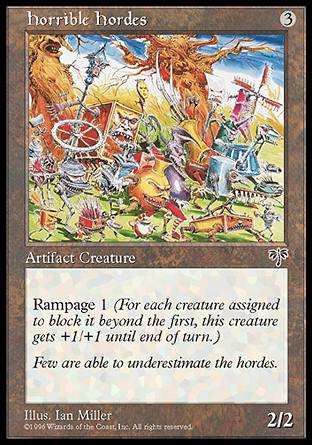 Horrible Hordes
3
Artifact Creature
Rampage 1 (For each creature assigned
to block it beyond the first, this creature
gets +1/+1 until end of turn.)
Few are able to underestimate the hordes.
Illus. Ian Miller
©1996 Wizards of the Coast, Inc. All rights reserved.
2/2